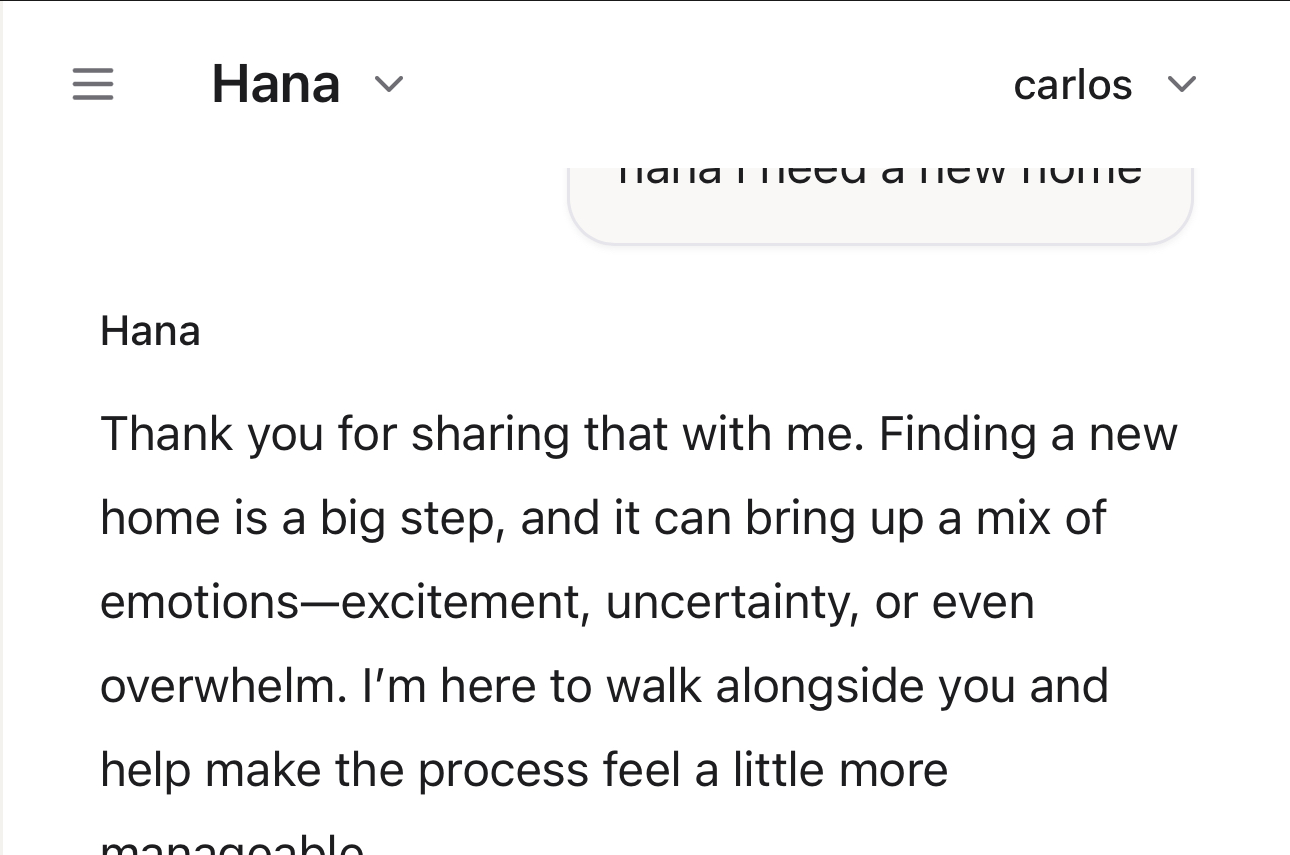 Hana
carlos
hana I need a new home
Hana
Thank you for sharing that with me. Finding a new
home is a big step, and it can bring up a mix of
emotions—excitement, uncertainty, or even
overwhelm. I’m here to walk alongside you and
help make the process feel a little more
manageable